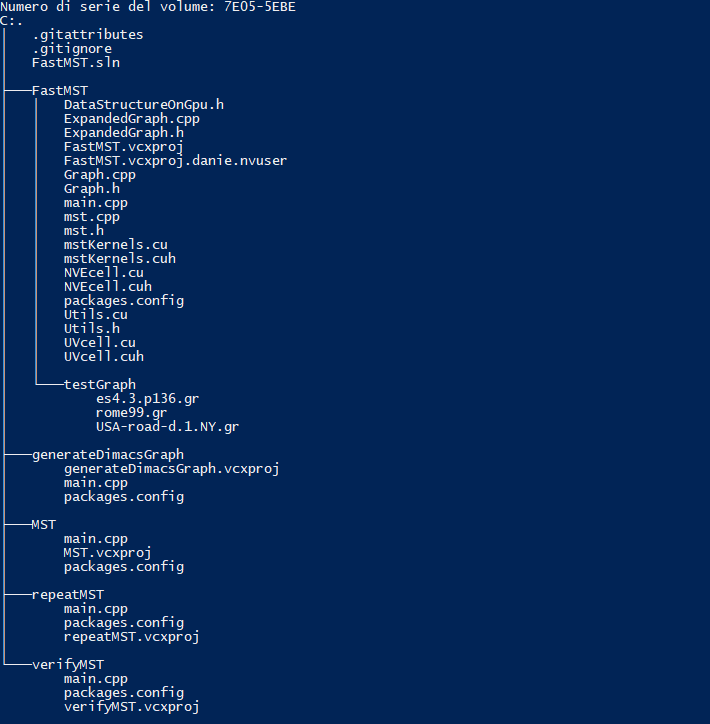 Numero di serie del volume: 7E05-5EBE
C:.
│   .gitattributes
│   .gitignore
│   FastMST.sln
│
├───FastMST
│   │   DataStructureOnGpu.h
│   │   ExpandedGraph.cpp
│   │   ExpandedGraph.h
│   │   FastMST.vcxproj
│   │   FastMST.vcxproj.danie.nvuser
│   │   Graph.cpp
│   │   Graph.h
│   │   main.cpp
│   │   mst.cpp
│   │   mst.h
│   │   mstKernels.cu
│   │   mstKernels.cuh
│   │   NVEcell.cu
│   │   NVEcell.cuh
│   │   packages.config
│   │   Utils.cu
│   │   Utils.h
│   │   UVcell.cu
│   │   UVcell.cuh
│   │
│   └───testGraph
│           es4.3.p136.gr
│           rome99.gr
│           USA-road-d.1.NY.gr
│
├───generateDimacsGraph
│       generateDimacsGraph.vcxproj
│       main.cpp
│       packages.config
│
├───MST
│       main.cpp
│       MST.vcxproj
│       packages.config
│
├───repeatMST
│       main.cpp
│       packages.config
│       repeatMST.vcxproj
│
└───verifyMST
        main.cpp
        packages.config
        verifyMST.vcxproj